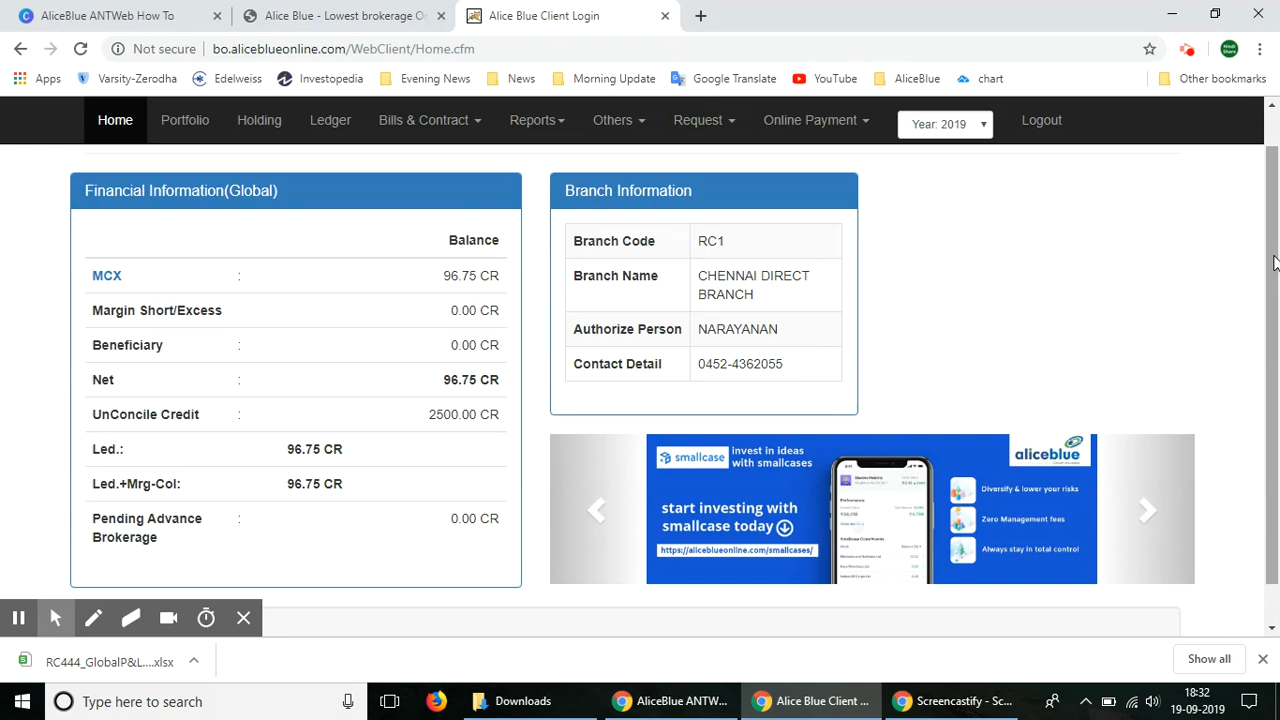 AliceBlue ANTWeb How To
Alice Blue - Lowest brokerage On
Alice Blue Client Login
Not secure
bo.aliceblueonline.com/WebClient/Home.cfm
Apps
Varsity-Zerodha
Edelweiss
Investopedia
Evening News
News
Morning Update
Google Translate
YouTube
AliceBlue
chart
Other bookmarks
Home
Portfolio
Holding
Ledger
Bills & Contract
Reports
Others
Request
Online Payment
Year: 2019
Logout
Financial Information(Global)
Balance
MCX : 96.75 CR
Margin Short/Excess 0.00 CR
Beneficiary : 0.00 CR
Net : 96.75 CR
UnConcile Credit : 2500.00 CR
Led.: 96.75 CR
96.75 CR
Pending Advance : 0.00 CR
Brokerage
Branch Information
Branch Code RC1
Branch Name CHENNAI DIRECT
BRANCH
Authorize Person NARAYANAN
Contact Detail 0452-4362055
smallcase
invest in ideas
with smallcases
start investing with
smallcase today
https://aliceblueonline.com/smallcases/
aliceblue
Diversify & lower your risks
Zero Management fees
Always stay in total control
RC444_GlobalP&L....xlsx
Show all
Type here to search
Downloads
AliceBlue ANTW...
Alice Blue Client ...
Screencastify - Sc...
18:32
19-09-2019